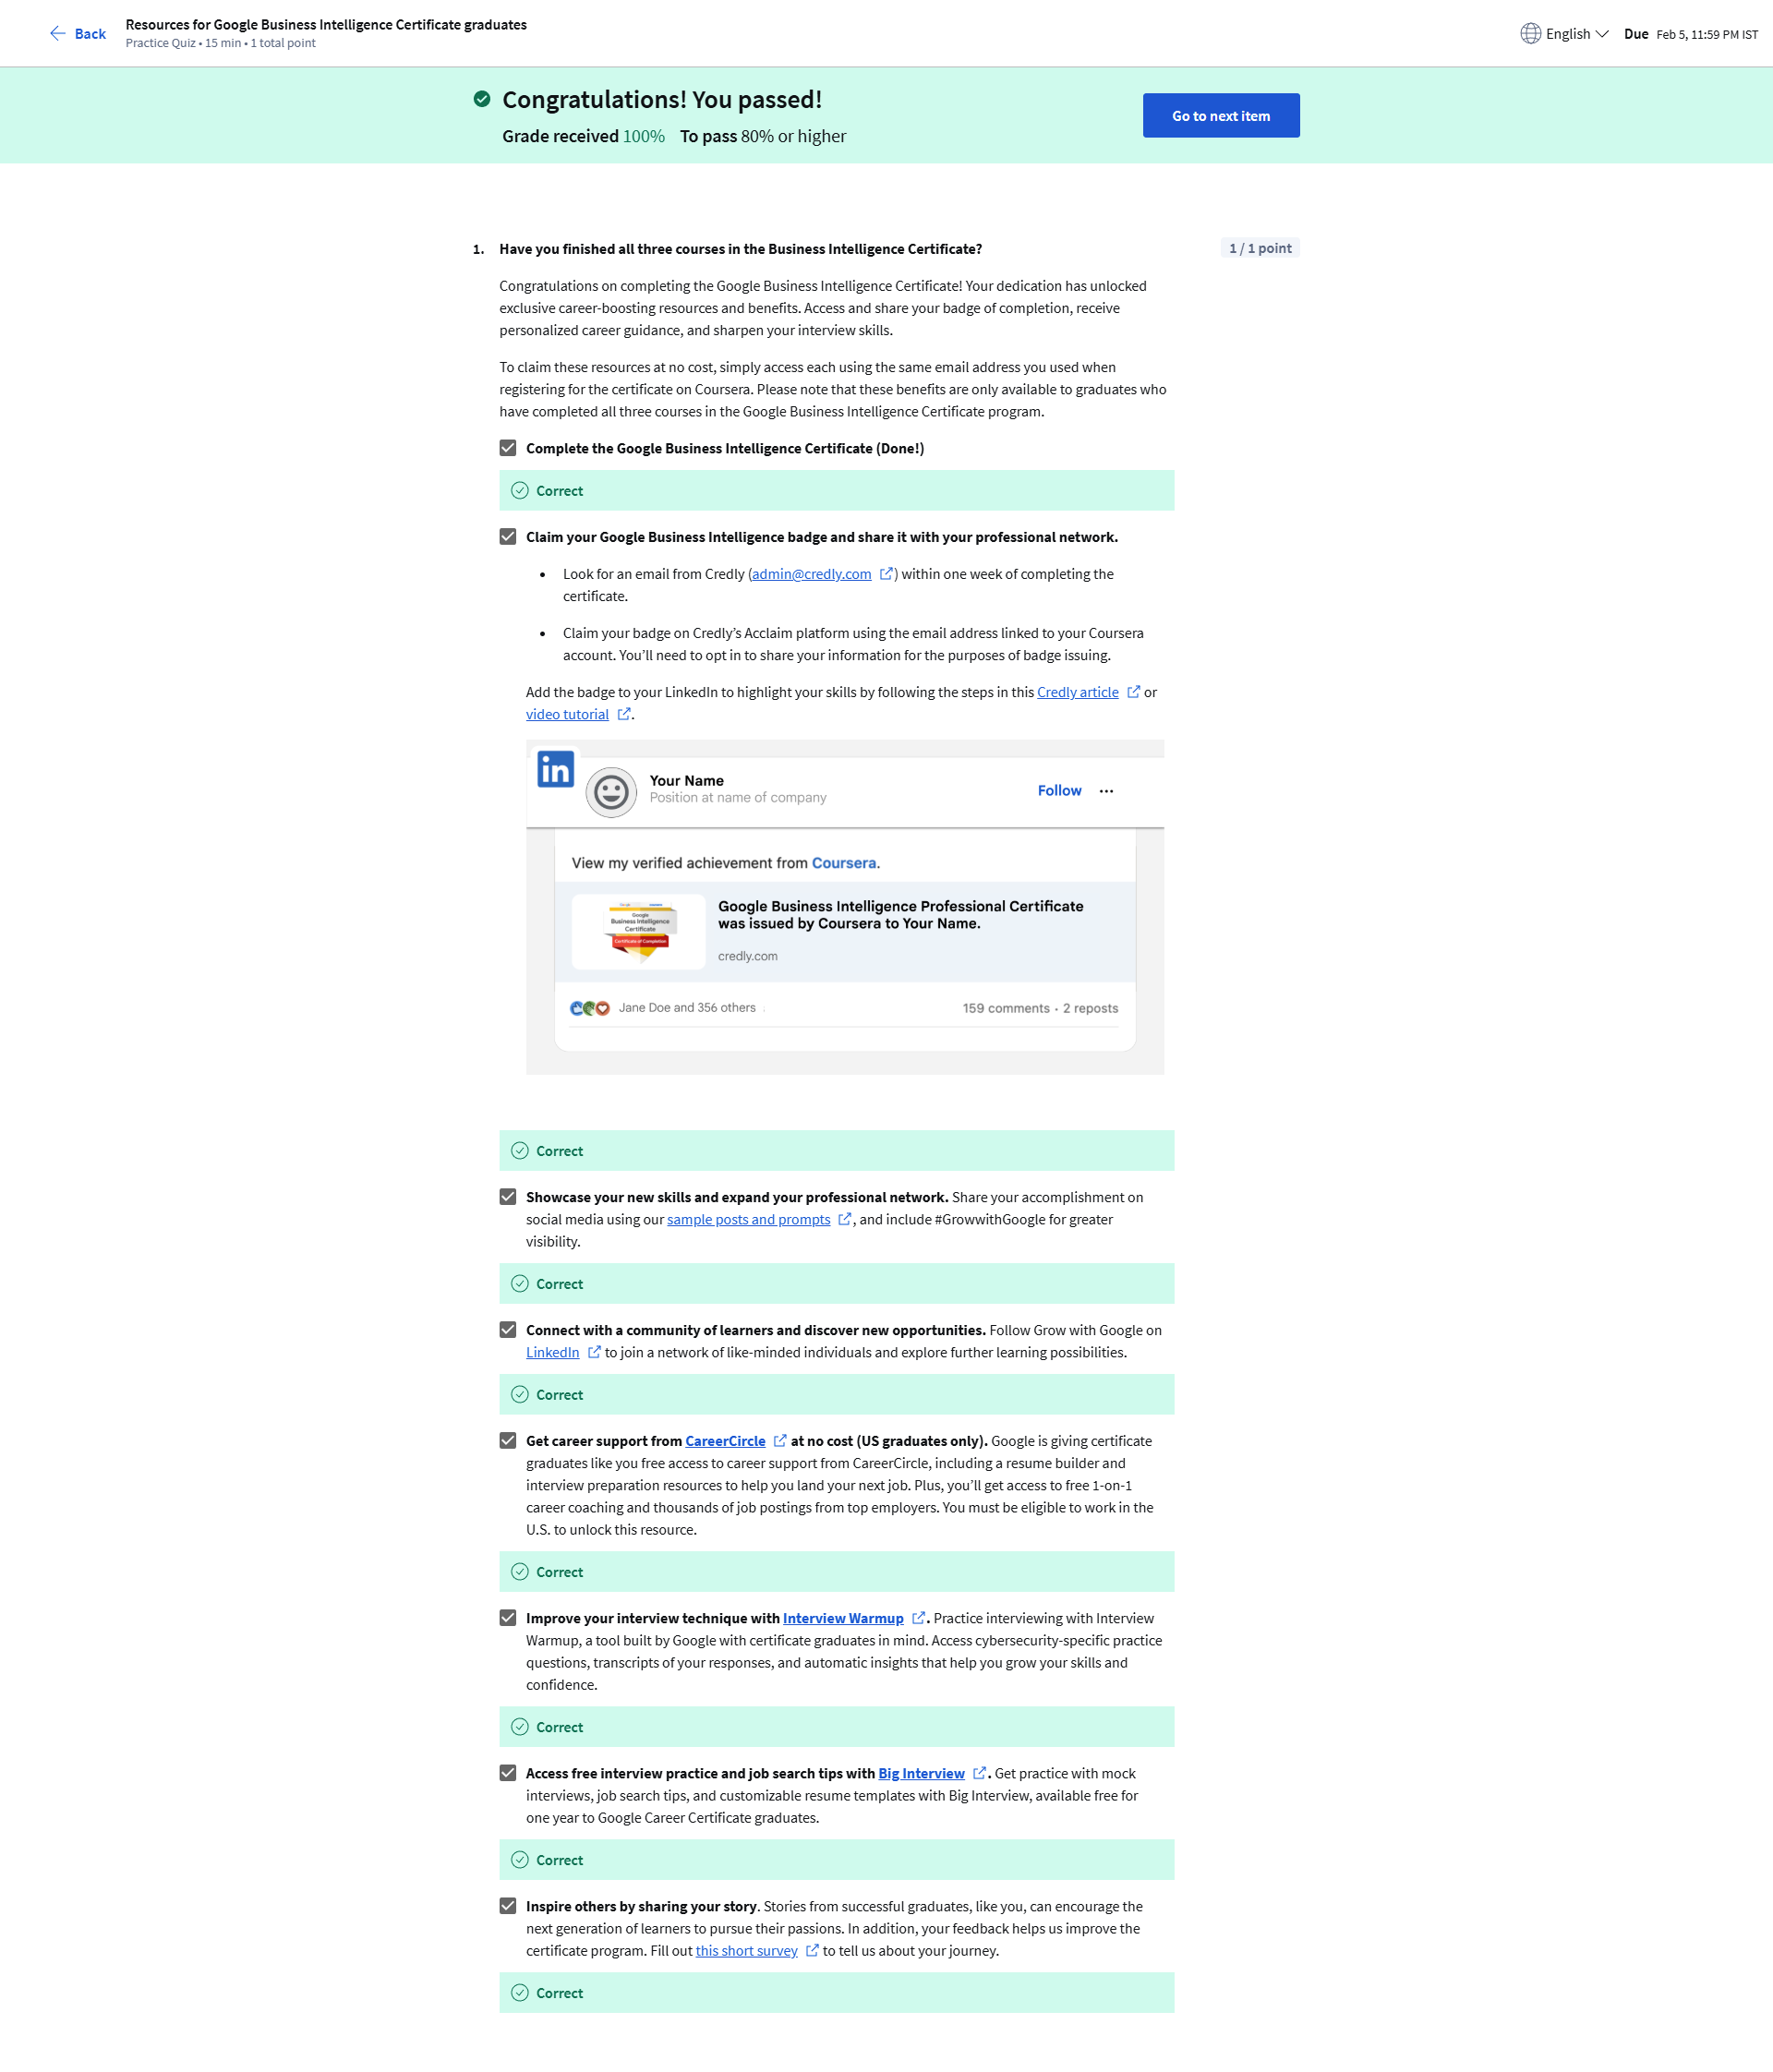 Back
Resources for Google Business Intelligence Certificate graduates
Practice Quiz • 15 min • 1 total point
English
Due Feb 5, 11:59 PM IST
Congratulations! You passed!
Grade received 100% To pass 80% or higher
Go to next item
1. Have you finished all three courses in the Business Intelligence Certificate?
1 / 1 point
Congratulations on completing the Google Business Intelligence Certificate! Your dedication has unlocked
exclusive career-boosting resources and benefits. Access and share your badge of completion, receive
personalized career guidance, and sharpen your interview skills.
To claim these resources at no cost, simply access each using the same email address you used when
registering for the certificate on Coursera. Please note that these benefits are only available to graduates who
have completed all three courses in the Google Business Intelligence Certificate program.
Complete the Google Business Intelligence Certificate (Done!)
Correct
Claim your Google Business Intelligence badge and share it with your professional network.
• Look for an email from Credly (admin@credly.com ) within one week of completing the
certificate.
• Claim your badge on Credly’s Acclaim platform using the email address linked to your Coursera
account. You’ll need to opt in to share your information for the purposes of badge issuing.
Add the badge to your LinkedIn to highlight your skills by following the steps in this Credly article or
video tutorial .
in
Your Name
Position at name of company
Follow ...
View my verified achievement from Coursera.
Google
Business Intelligence
Certificate
Certificate of Completion
Google Business Intelligence Professional Certificate
was issued by Coursera to Your Name.
credly.com
Jane Doe and 356 others
159 comments • 2 reposts
Correct
Showcase your new skills and expand your professional network. Share your accomplishment on
social media using our sample posts and prompts , and include #GrowwithGoogle for greater
visibility.
Correct
Connect with a community of learners and discover new opportunities. Follow Grow with Google on
LinkedIn to join a network of like-minded individuals and explore further learning possibilities.
Correct
Get career support from CareerCircle at no cost (US graduates only). Google is giving certificate
graduates like you free access to career support from CareerCircle, including a resume builder and
interview preparation resources to help you land your next job. Plus, you’ll get access to free 1-on-1
career coaching and thousands of job postings from top employers. You must be eligible to work in the
U.S. to unlock this resource.
Correct
Improve your interview technique with Interview Warmup . Practice interviewing with Interview
Warmup, a tool built by Google with certificate graduates in mind. Access cybersecurity-specific practice
questions, transcripts of your responses, and automatic insights that help you grow your skills and
confidence.
Correct
Access free interview practice and job search tips with Big Interview . Get practice with mock
interviews, job search tips, and customizable resume templates with Big Interview, available free for
one year to Google Career Certificate graduates.
Correct
Inspire others by sharing your story. Stories from successful graduates, like you, can encourage the
next generation of learners to pursue their passions. In addition, your feedback helps us improve the
certificate program. Fill out this short survey to tell us about your journey.
Correct